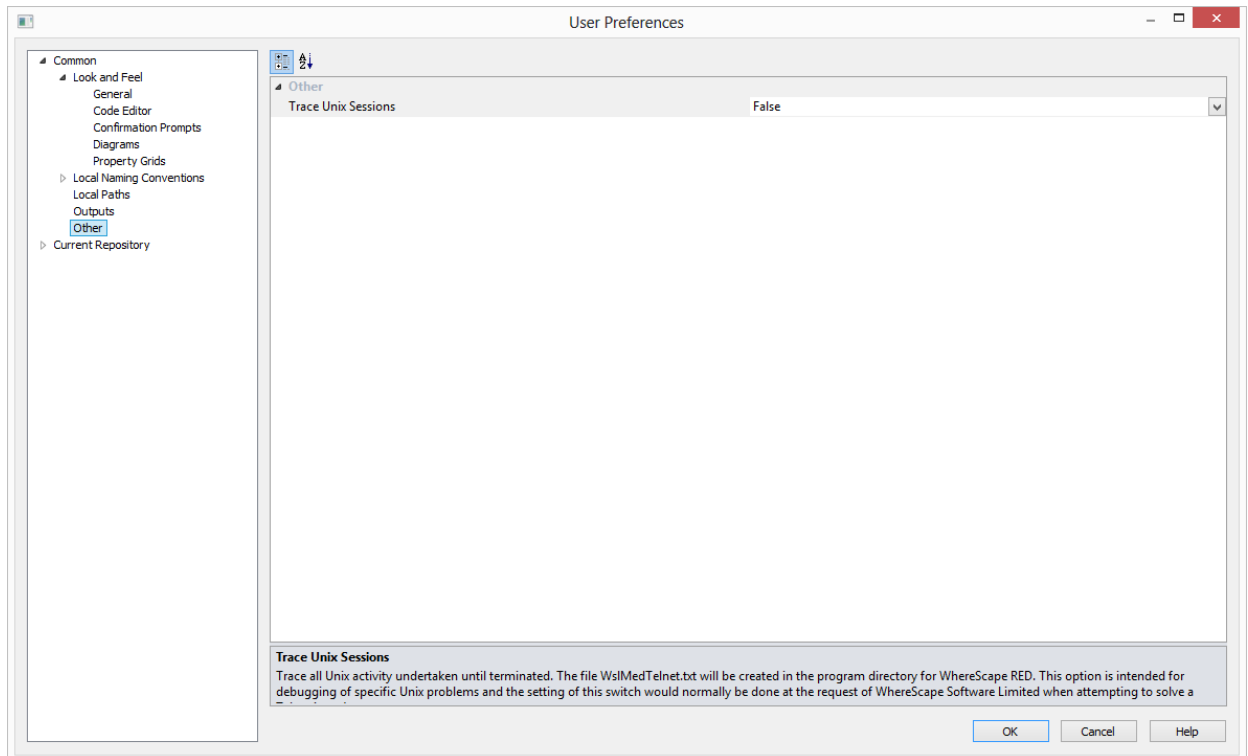 User Preferences
Common
Look and Feel
General
Code Editor
Confirmation Prompts
Diagrams
Property Grids
Local Naming Conventions
Local Paths
Outputs
Other
Current Repository
Other
Trace Unix Sessions False
Trace Unix Sessions
Trace all Unix activity undertaken until terminated. The file WslMedTelnet.txt will be created in the program directory for WhereScape RED. This option is intended for
debugging of specific Unix problems and the setting of this switch would normally be done at the request of WhereScape Software Limited when attempting to solve a
OK Cancel Help